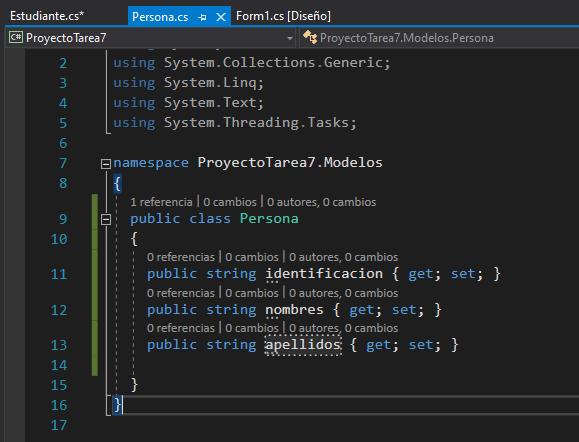 Estudiante.cs* Persona.cs Form1.cs [Diseño]
C# ProyectoTarea7 ProyectoTarea7.Modelos.Persona
2 using System.Collections.Generic;
3 using System.Linq;
4 using System.Text;
5 using System.Threading.Tasks;
6
7 namespace ProyectoTarea7.Modelos
8 {
1 referencia | 0 cambios | 0 autores, 0 cambios
9 public class Persona
10 {
0 referencias | 0 cambios | 0 autores, 0 cambios
11 public string identificacion { get; set; }
0 referencias | 0 cambios | 0 autores, 0 cambios
12 public string nombres { get; set; }
0 referencias | 0 cambios | 0 autores, 0 cambios
13 public string apellidos { get; set; }
14
15 }
16 }
17